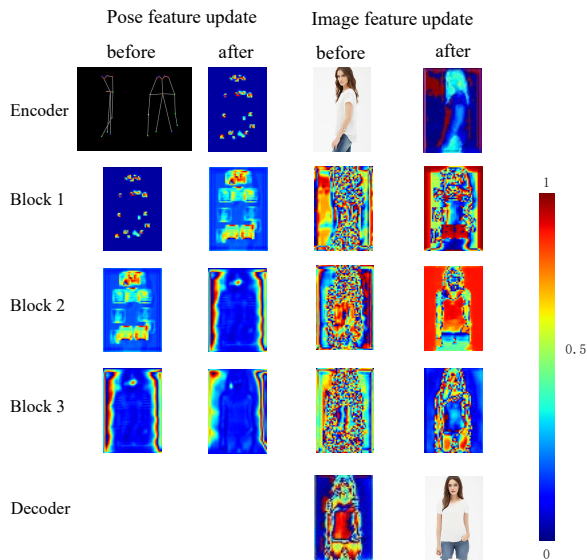 Pose feature update Image feature update
before after before after
Encoder
Block 1
1
Block 2
0.5
Block 3
Decoder
0